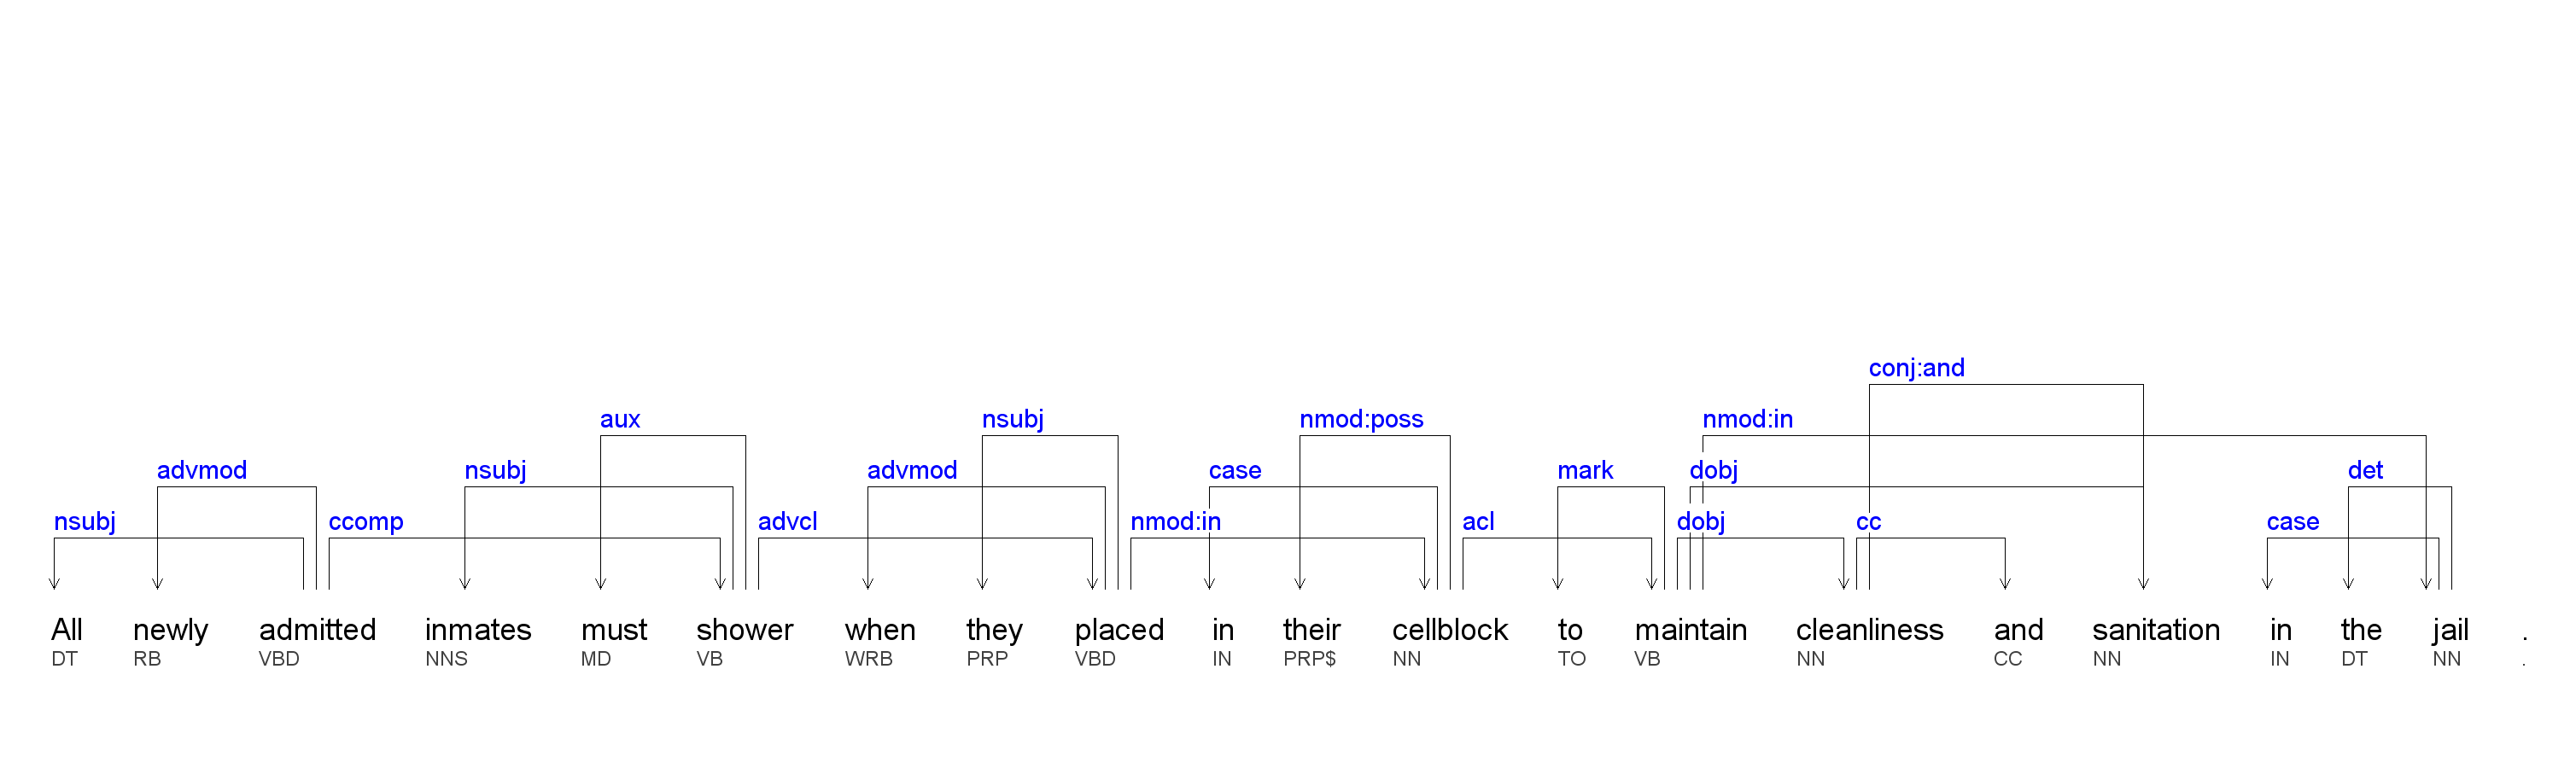 conj:and
aux nsubj nmod:poss nmod:in
advmod nsubj advmod case mark dobj det
nsubj ccomp advcl nmod:in acl dobj cc case
All newly admitted inmates must shower when they placed in their cellblock to maintain cleanliness and sanitation in the jail .
DT RB VBD NNS MD VB WRB PRP VBD IN PRP$ NN TO VB NN CC NN IN DT NN .